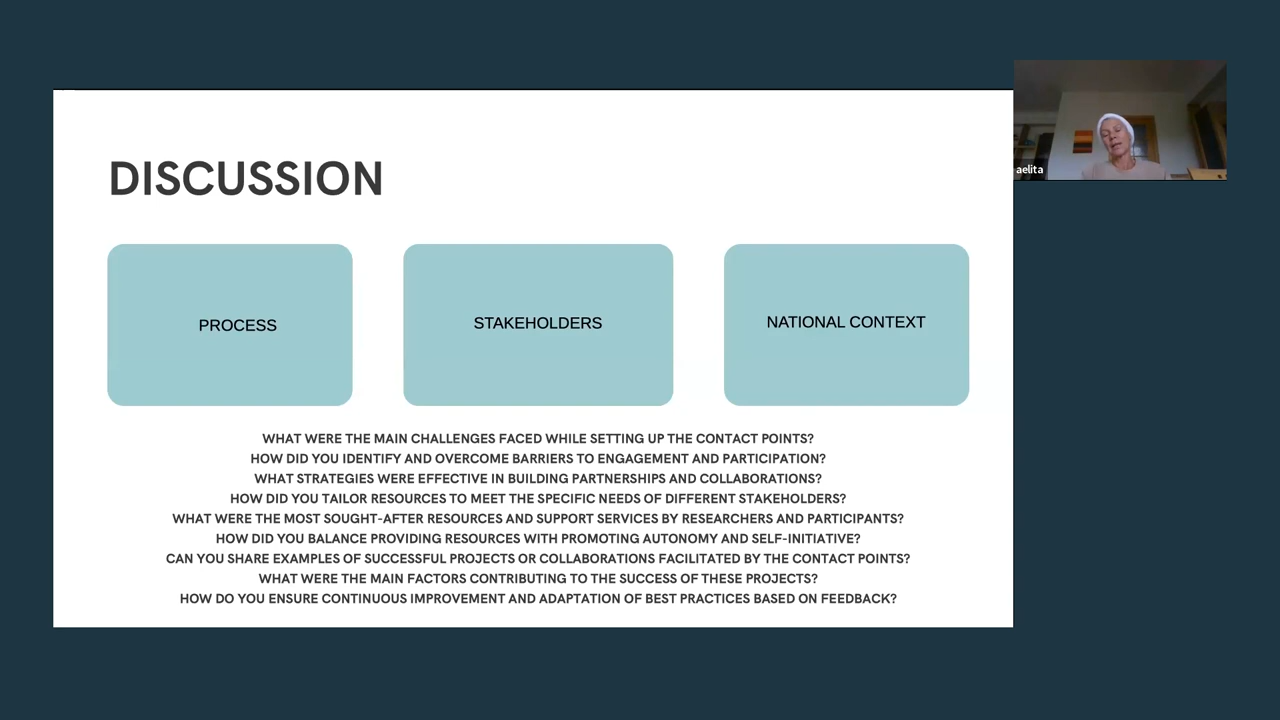 DISCUSSION
PROCESS
STAKEHOLDERS
NATIONAL CONTEXT
WHAT WERE THE MAIN CHALLENGES FACED WHILE SETTING UP THE CONTACT POINTS?
HOW DID YOU IDENTIFY AND OVERCOME BARRIERS TO ENGAGEMENT AND PARTICIPATION?
WHAT STRATEGIES WERE EFFECTIVE IN BUILDING PARTNERSHIPS AND COLLABORATIONS?
HOW DID YOU TAILOR RESOURCES TO MEET THE SPECIFIC NEEDS OF DIFFERENT STAKEHOLDERS?
WHAT WERE THE MOST SOUGHT-AFTER RESOURCES AND SUPPORT SERVICES BY RESEARCHERS AND PARTICIPANTS?
HOW DID YOU BALANCE PROVIDING RESOURCES WITH PROMOTING AUTONOMY AND SELF-INITIATIVE?
CAN YOU SHARE EXAMPLES OF SUCCESSFUL PROJECTS OR COLLABORATIONS FACILITATED BY THE CONTACT POINTS?
WHAT WERE THE MAIN FACTORS CONTRIBUTING TO THE SUCCESS OF THESE PROJECTS?
HOW DO YOU ENSURE CONTINUOUS IMPROVEMENT AND ADAPTATION OF BEST PRACTICES BASED ON FEEDBACK?
aelita